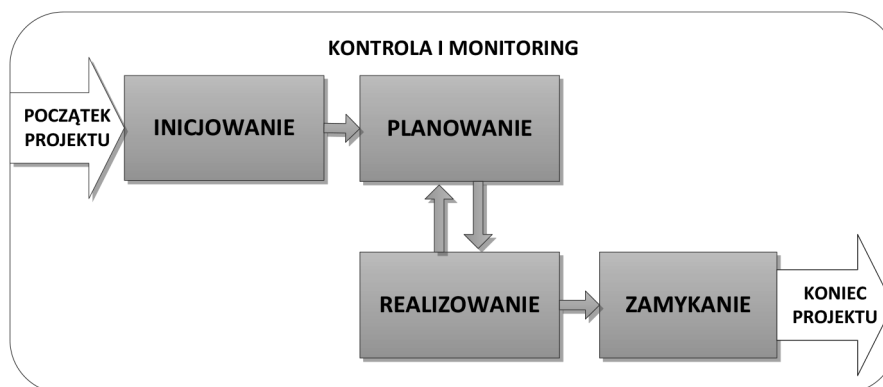 KONTROLA I MONITORING
POCZĄTEK
PROJEKTU
INICJOWANIE
PLANOWANIE
REALIZOWANIE
ZAMYKANIE
KONIEC
PROJEKTU